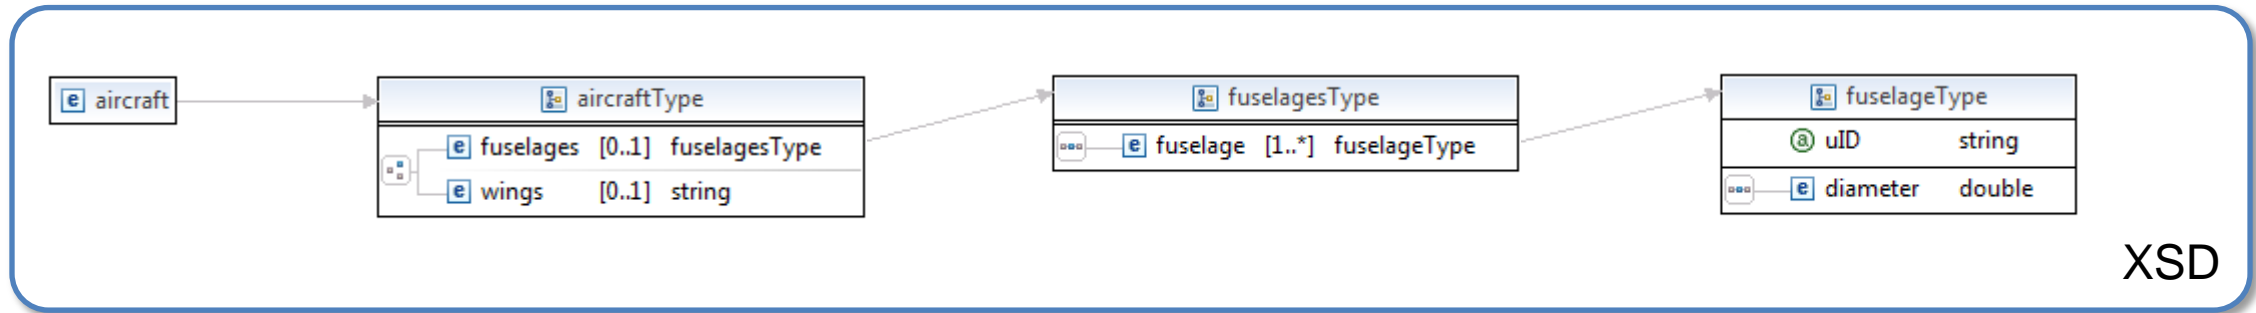 e aircraft
aircraftType
e fuselages [0..1] fuselagesType
e wings [0..1] string
fuselagesType
e fuselage [1..*] fuselageType
fuselageType
a uID string
e diameter double
XSD